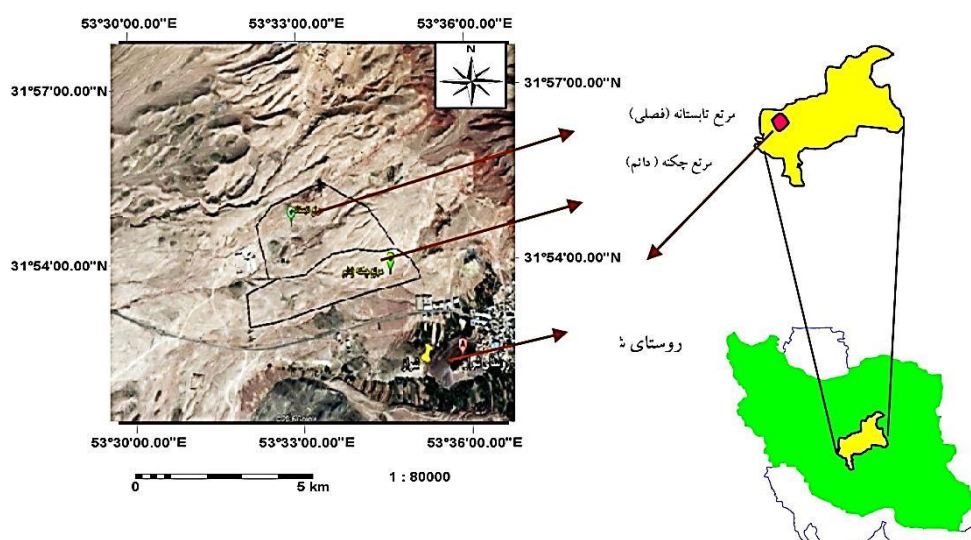 53°30'00.00"E
53°33'00.00"E
53°36'00.00"E
N
31°57'00.00"N
31°57'00.00"N
مرتع تابستانه (فصلی)
مرتع چکنه ( دائم)
31°54'00.00"N
31°54'00.00"N
روستای ش
53°30'00.00"E
53°33'00.00"E
53°36'00.00"E
0
5 km
1 : 80000